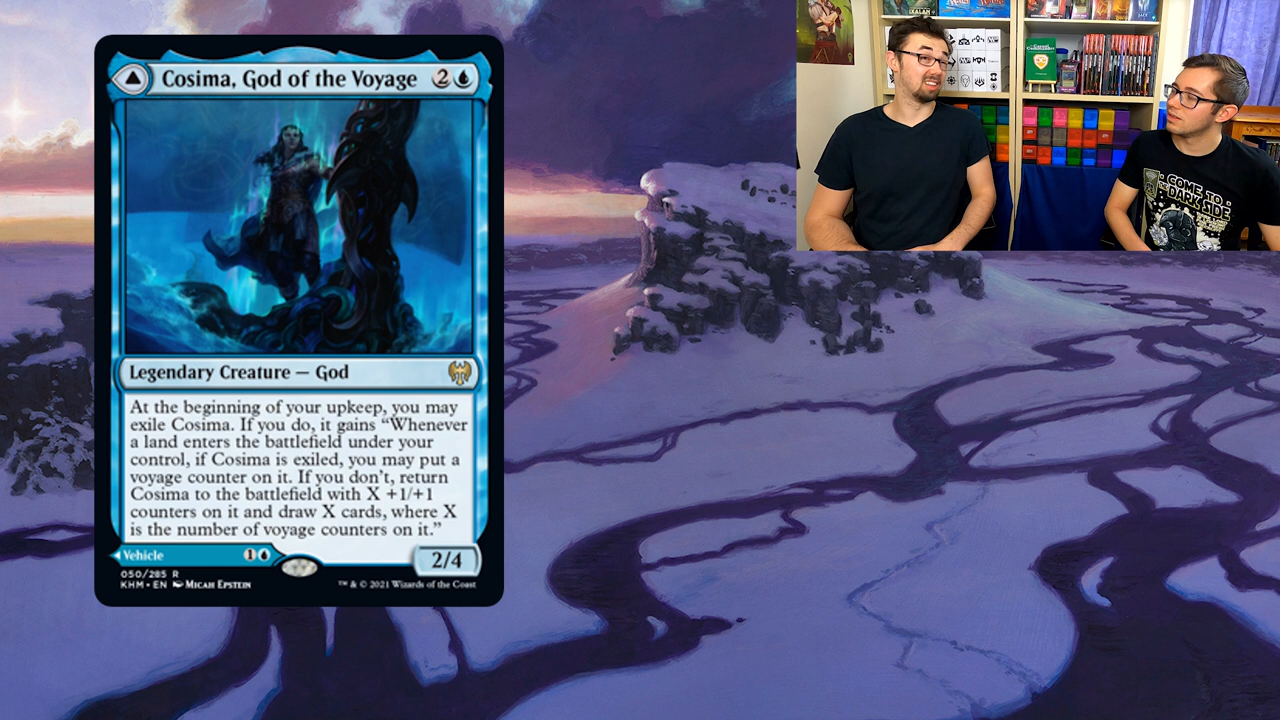 Cosima, God of the Voyage 2
Legendary Creature — God
At the beginning of your upkeep, you may
exile Cosima. If you do, it gains “Whenever
a land enters the battlefield under your
control, if Cosima is exiled, you may put a
voyage counter on it. If you don’t, return
Cosima to the battlefield with X +1/+1
counters on it and draw X cards, where X
is the number of voyage counters on it.”
Vehicle 1
2/4
050/285 R
KHM • EN MICAH EPSTEIN
™ & © 2021 Wizards of the Coast
COME TO
THE
DARK SIDE